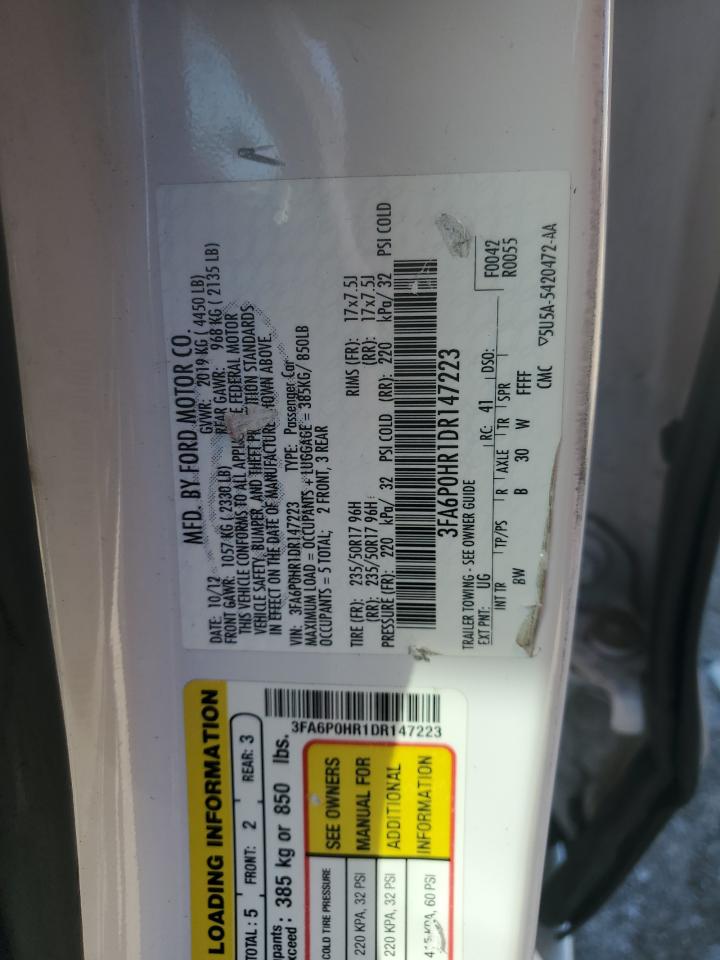 MFD. BY FORD MOTOR CO.
DATE: 10/12 GVWR: 2019 KG ( 4450 LB)
FRONT GAWR: 1057 KG ( 2330 LB) REAR GAWR: 968 KG ( 2135 LB)
THIS VEHICLE CONFORMS TO ALL E FEDERAL MOTOR
VEHICLE SAFETY, BUMPER, AND THEFT TION STANDARDS
IN EFFECT ON THE DATE OF MANUFACTURE OWN ABOVE.
VIN: 3FA6P0HR1DR147223 TYPE: Passenger Car
MAXIMUM LOAD = OCCUPANTS + LUGGAGE = 385KG/ 850LB
OCCUPANTS = 5 TOTAL; 2 FRONT, 3 REAR
TIRE (FR): 235/50R17 96H RIMS (FR): 17x7.5J
(RR): 235/50R17 96H (RR): 17x7.5J
PRESSURE (FR): 220 kPa/ 32 PSI COLD (RR): 220 kPa/ 32 PSI COLD
3FA6P0HR1DR147223
TRAILER TOWING - SEE OWNER GUIDE F0042
EXT PNT: UG RC: 41 DSO: R0055
INT TR TP/PS R AXLE TR SPR
BW B 30 W FFFF
CMC ▽5U5A-5420472-AA
LOADING INFORMATION
TOTAL : 5 FRONT: 2 REAR: 3
pants
xceed : 385 kg or 850 lbs.
3FA6P0HR1DR147223
COLD TIRE PRESSURE
220 KPA, 32 PSI
220 KPA, 32 PSI
KPA, 60 PSI
SEE OWNERS
MANUAL FOR
ADDITIONAL
INFORMATION